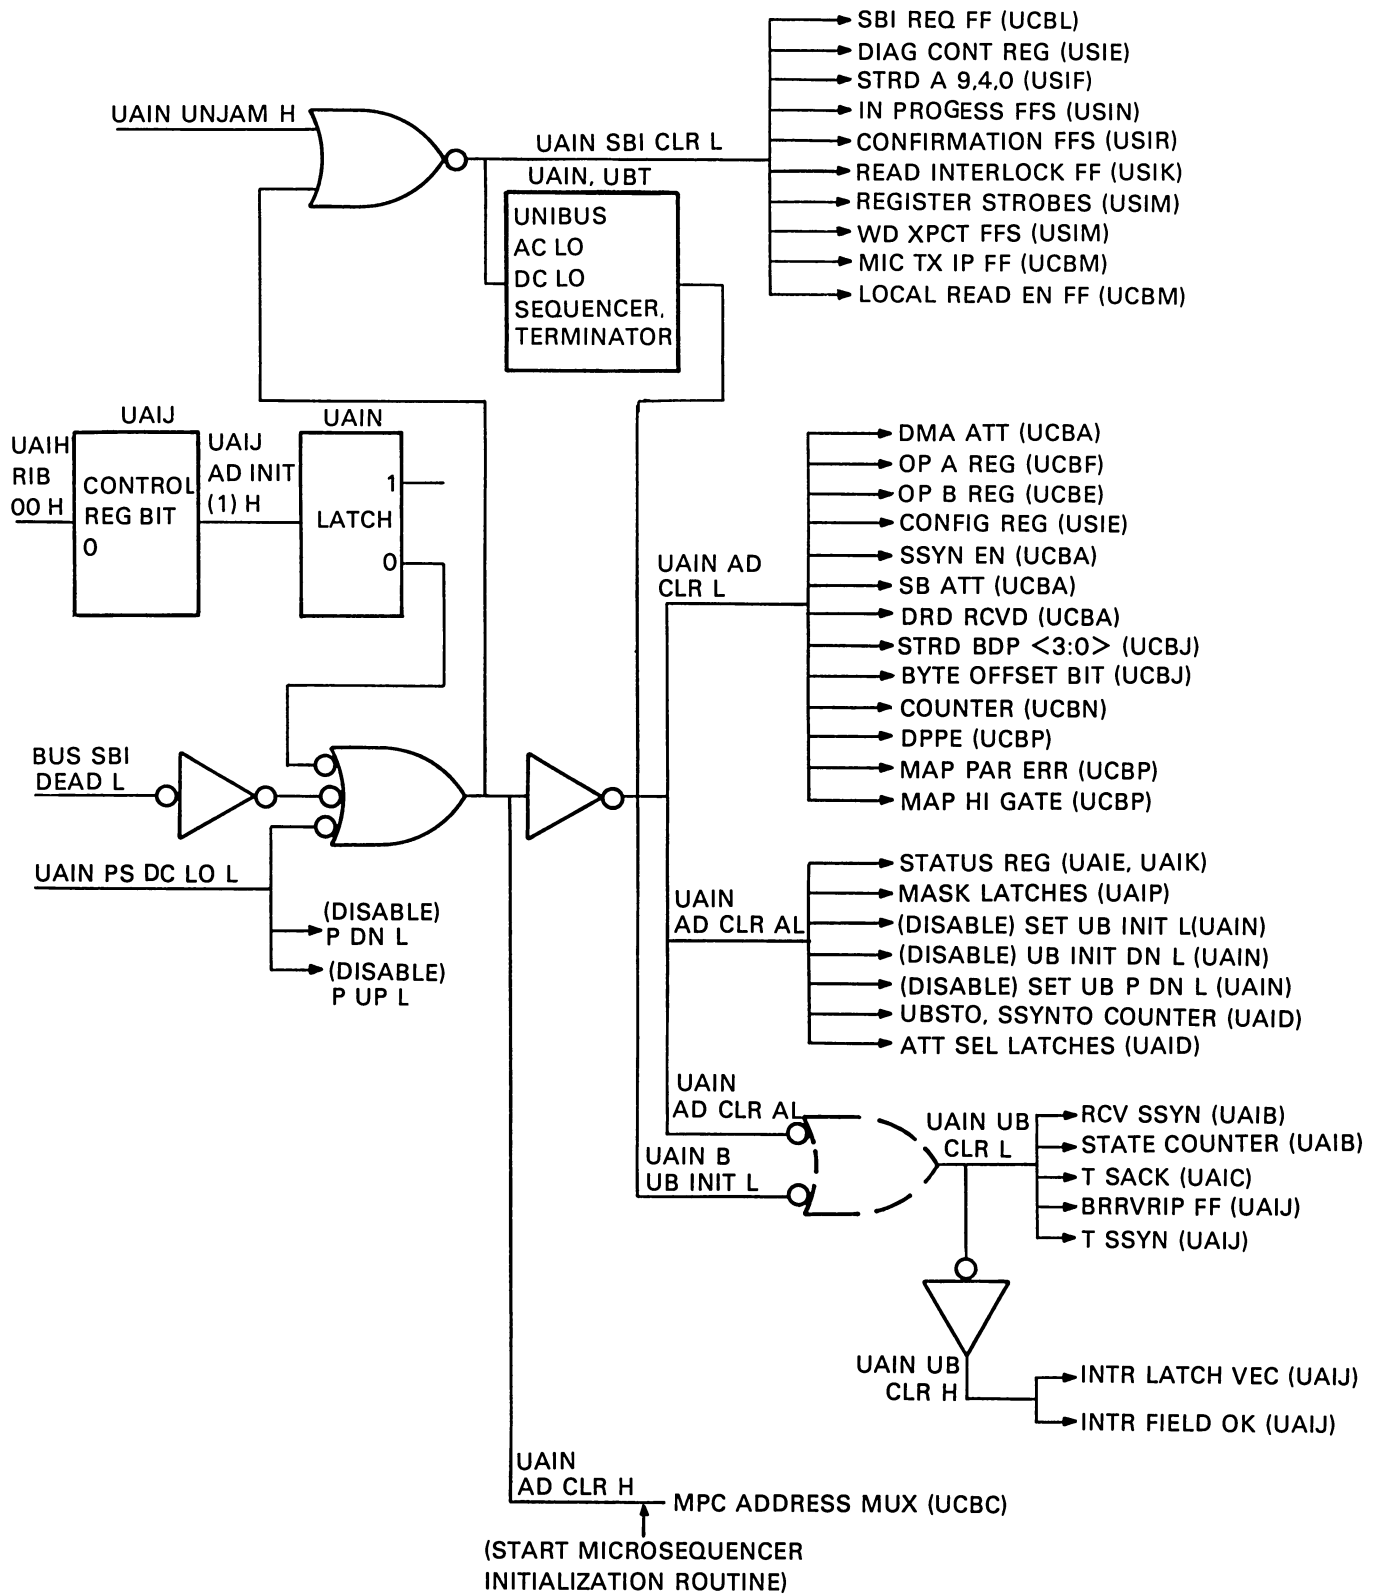 SBI REQ FF (UCBL)
DIAG CONT REG (USIE)
STRD A 9,4,0 (USIF)
IN PROGESS FFS (USIN)
CONFIRMATION FFS (USIR)
READ INTERLOCK FF (USIK)
REGISTER STROBES (USIM)
WD XPCT FFS (USIM)
MIC TX IP FF (UCBM)
LOCAL READ EN FF (UCBM)
UAIN UNJAM H
UAIN SBI CLR L
UAIN, UBT
UNIBUS
AC LO
DC LO
SEQUENCER,
TERMINATOR
UAIJ
UAIN
UAIH
RIB
00 H
CONTROL
REG BIT
0
UAIJ
AD INIT
(1) H
1
LATCH
0
DMA ATT (UCBA)
OP A REG (UCBF)
OP B REG (UCBE)
CONFIG REG (USIE)
SSYN EN (UCBA)
SB ATT (UCBA)
DRD RCVD (UCBA)
STRD BDP <3:0> (UCBJ)
BYTE OFFSET BIT (UCBJ)
COUNTER (UCBN)
DPPE (UCBP)
MAP PAR ERR (UCBP)
MAP HI GATE (UCBP)
UAIN AD
CLR L
BUS SBI
DEAD L
UAIN PS DC LO L
(DISABLE)
P DN L
(DISABLE)
P UP L
UAIN
AD CLR AL
STATUS REG (UAIE, UAIK)
MASK LATCHES (UAIP)
(DISABLE) SET UB INIT L(UAIN)
(DISABLE) UB INIT DN L (UAIN)
(DISABLE) SET UB P DN L (UAIN)
UBSTO, SSYNTO COUNTER (UAID)
ATT SEL LATCHES (UAID)
UAIN
AD CLR AL
UAIN B
UB INIT L
UAIN UB
CLR L
RCV SSYN (UAIB)
STATE COUNTER (UAIB)
T SACK (UAIC)
BRRVRIP FF (UAIJ)
T SSYN (UAIJ)
UAIN UB
CLR H
INTR LATCH VEC (UAIJ)
INTR FIELD OK (UAIJ)
UAIN
AD CLR H
MPC ADDRESS MUX (UCBC)
(START MICROSEQUENCER
INITIALIZATION ROUTINE)